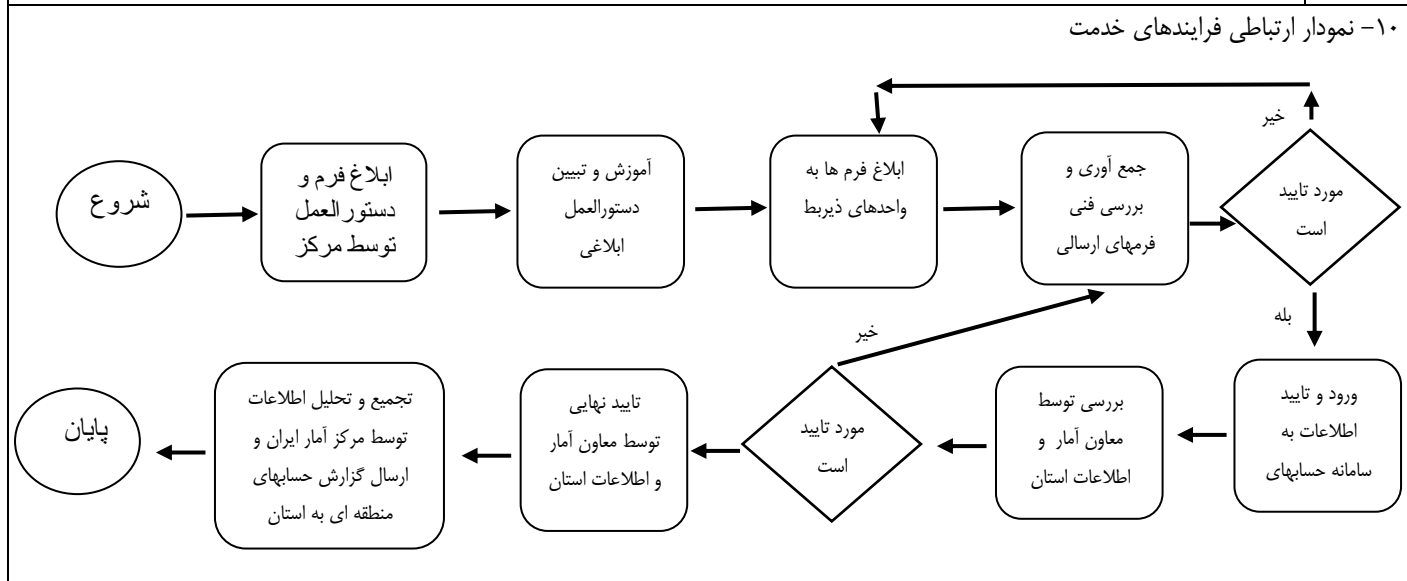 ۱۰- نمودار ارتباطی فرایندهای خدمت
شروع
ابلاغ فرم و
دستورالعمل
توسط مرکز
آموزش و تبیین
دستورالعمل
ابلاغی
ابلاغ فرم ها به
واحدهای ذیربط
جمع آوری و
بررسی فنی
فرمهای ارسالی
مورد تایید
است
خیر
بله
ورود و تایید
اطلاعات به
سامانه حسابهای
بررسی توسط
معاون آمار و
اطلاعات استان
مورد تایید
است
خیر
تایید نهایی
توسط معاون آمار
و اطلاعات استان
تجمیع و تحلیل اطلاعات
توسط مرکز آمار ایران و
ارسال گزارش حسابهای
منطقه ای به استان
پایان